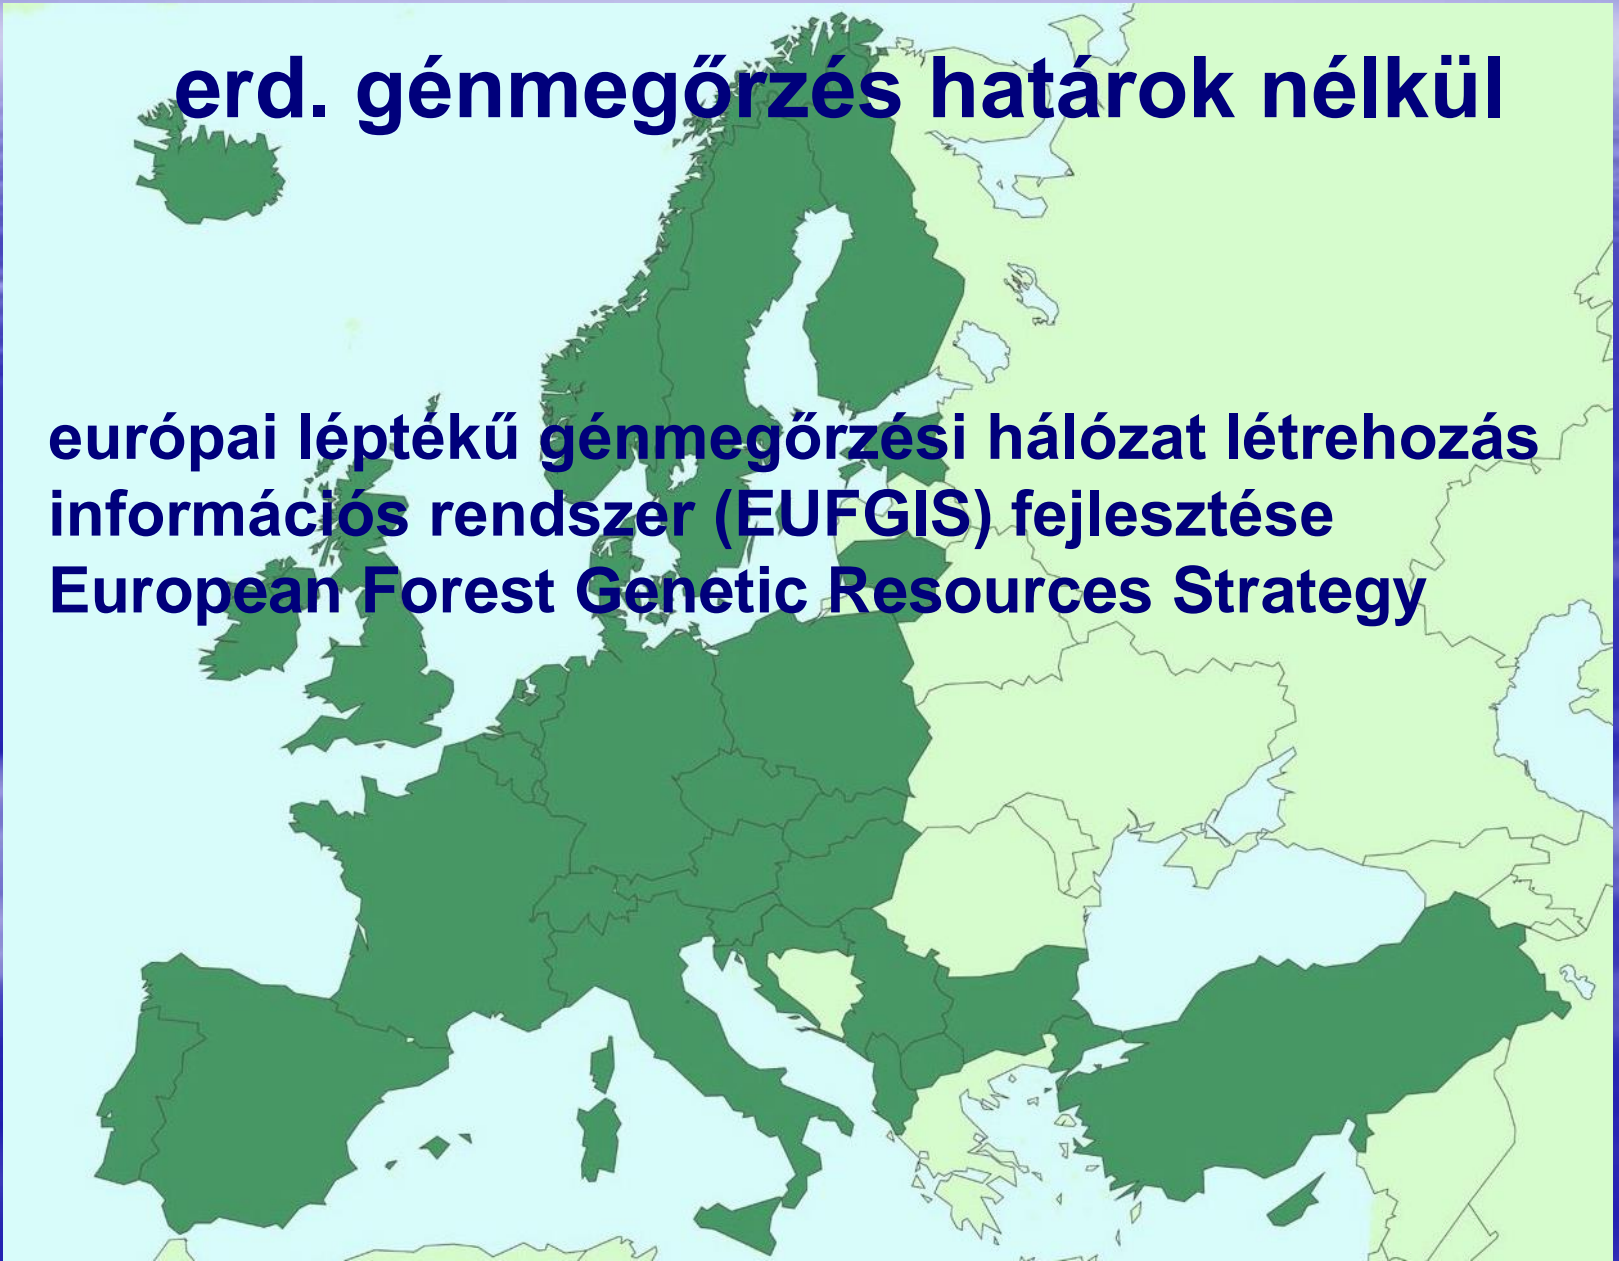 erd. génmegőrzés határok nélkül
európai léptékű génmegőrzési hálózat létrehozás
információs rendszer (EUFGIS) fejlesztése
European Forest Genetic Resources Strategy